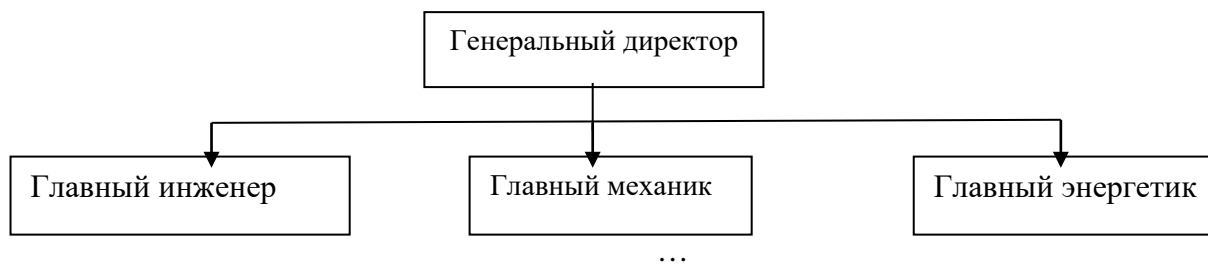 Генеральный директор
Главный инженер
Главный механик
Главный энергетик
…